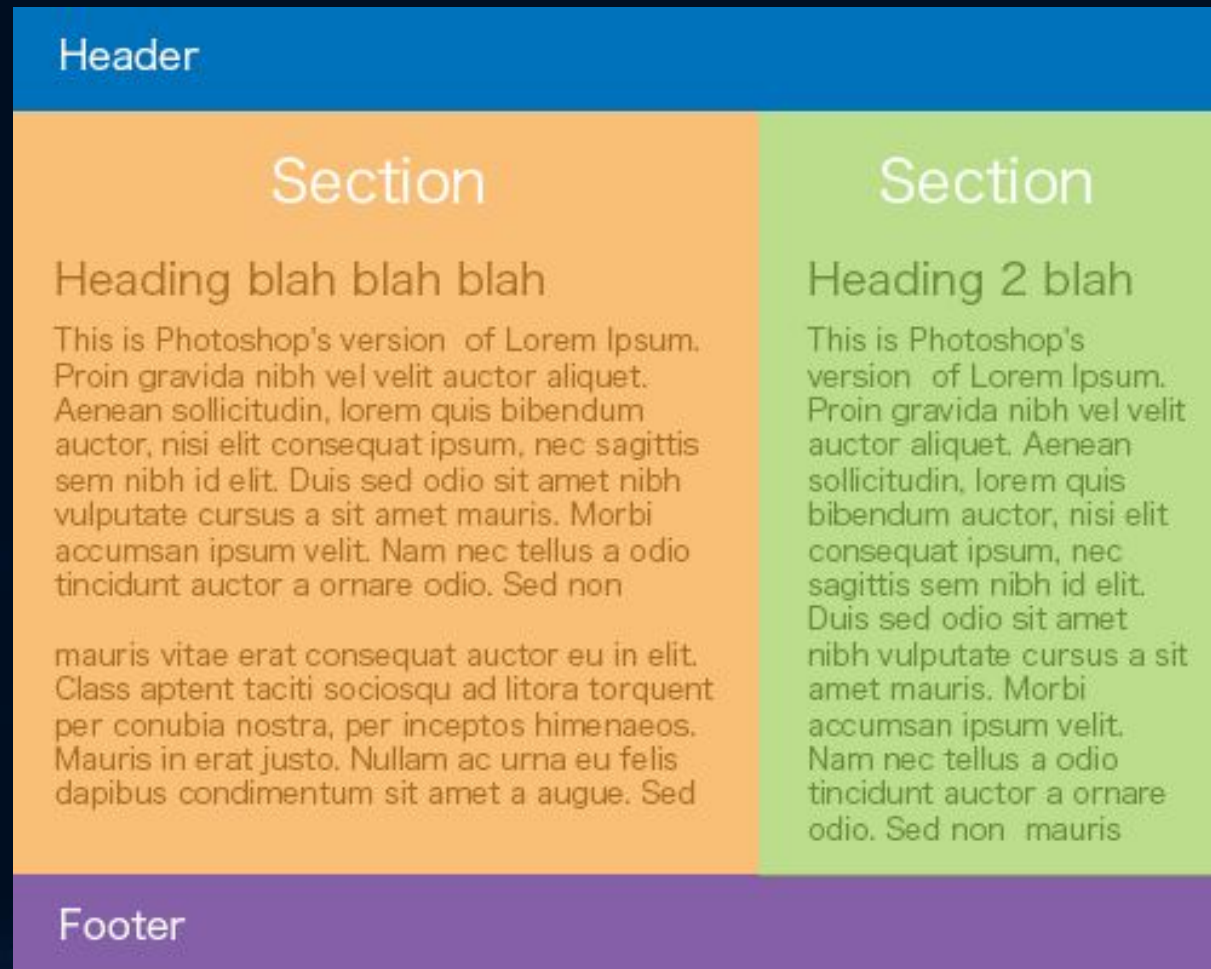 Header
Section
Heading blah blah blah
This is Photoshop's version  of Lorem Ipsum.
Proin gravida nibh vel velit auctor aliquet.
Aenean sollicitudin, lorem quis bibendum
auctor, nisi elit consequat ipsum, nec sagittis
sem nibh id elit. Duis sed odio sit amet nibh
vulputate cursus a sit amet mauris. Morbi
accumsan ipsum velit. Nam nec tellus a odio
tincidunt auctor a ornare odio. Sed non
mauris vitae erat consequat auctor eu in elit.
Class aptent taciti sociosqu ad litora torquent
per conubia nostra, per inceptos himenaeos.
Mauris in erat justo. Nullam ac urna eu felis
dapibus condimentum sit amet a augue. Sed
Section
Heading 2 blah
This is Photoshop's
version  of Lorem Ipsum.
Proin gravida nibh vel velit
auctor aliquet. Aenean
sollicitudin, lorem quis
bibendum auctor, nisi elit
consequat ipsum, nec
sagittis sem nibh id elit.
Duis sed odio sit amet
nibh vulputate cursus a sit
amet mauris. Morbi
accumsan ipsum velit.
Nam nec tellus a odio
tincidunt auctor a ornare
odio. Sed non  mauris
Footer